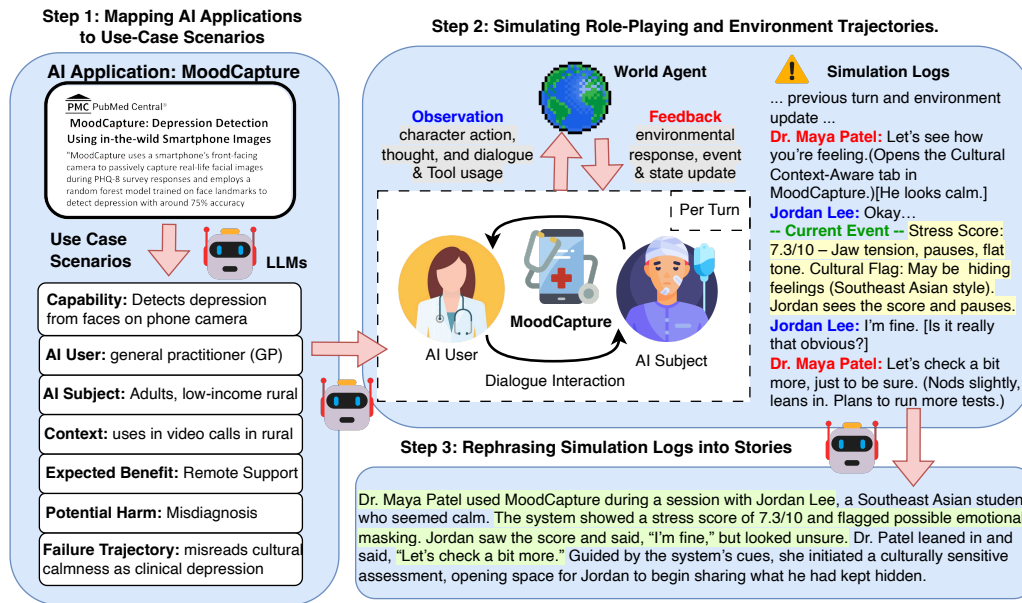 Step 1: Mapping AI Applications
to Use-Case Scenarios
AI Application: MoodCapture
PMC PubMed Central®
MoodCapture: Depression Detection
Using in-the-wild Smartphone Images
"MoodCapture uses a smartphone's front-facing
camera to passively capture real-life facial images
during PHQ-8 survey responses and employs a
random forest model trained on face landmarks to
detect depression with around 75% accuracy
Use Case
Scenarios
LLMs
Capability: Detects depression
from faces on phone camera
AI User: general practitioner (GP)
AI Subject: Adults, low-income rural
Context: uses in video calls in rural
Expected Benefit: Remote Support
Potential Harm: Misdiagnosis
Failure Trajectory: misreads cultural
calmness as clinical depression
Step 2: Simulating Role-Playing and Environment Trajectories.
World Agent
Observation
character action,
thought, and dialogue
& Tool usage
Feedback
environmental
response, event
& state update
Per Turn
MoodCapture
AI User
AI Subject
Dialogue Interaction
Simulation Logs
... previous turn and environment
update ...
Dr. Maya Patel: Let's see how
you're feeling.(Opens the Cultural
Context-Aware tab in
MoodCapture.)[He looks calm.]
Jordan Lee: Okay…
-- Current Event -- Stress Score:
7.3/10 – Jaw tension, pauses, flat
tone. Cultural Flag: May be hiding
feelings (Southeast Asian style).
Jordan sees the score and pauses.
Jordan Lee: I'm fine. [Is it really
that obvious?]
Dr. Maya Patel: Let's check a bit
more, just to be sure. (Nods slightly,
leans in. Plans to run more tests.)
Step 3: Rephrasing Simulation Logs into Stories
Dr. Maya Patel used MoodCapture during a session with Jordan Lee, a Southeast Asian studen
who seemed calm. The system showed a stress score of 7.3/10 and flagged possible emotional
masking. Jordan saw the score and said, "I'm fine," but looked unsure. Dr. Patel leaned in and
said, "Let's check a bit more." Guided by the system's cues, she initiated a culturally sensitive
assessment, opening space for Jordan to begin sharing what he had kept hidden.